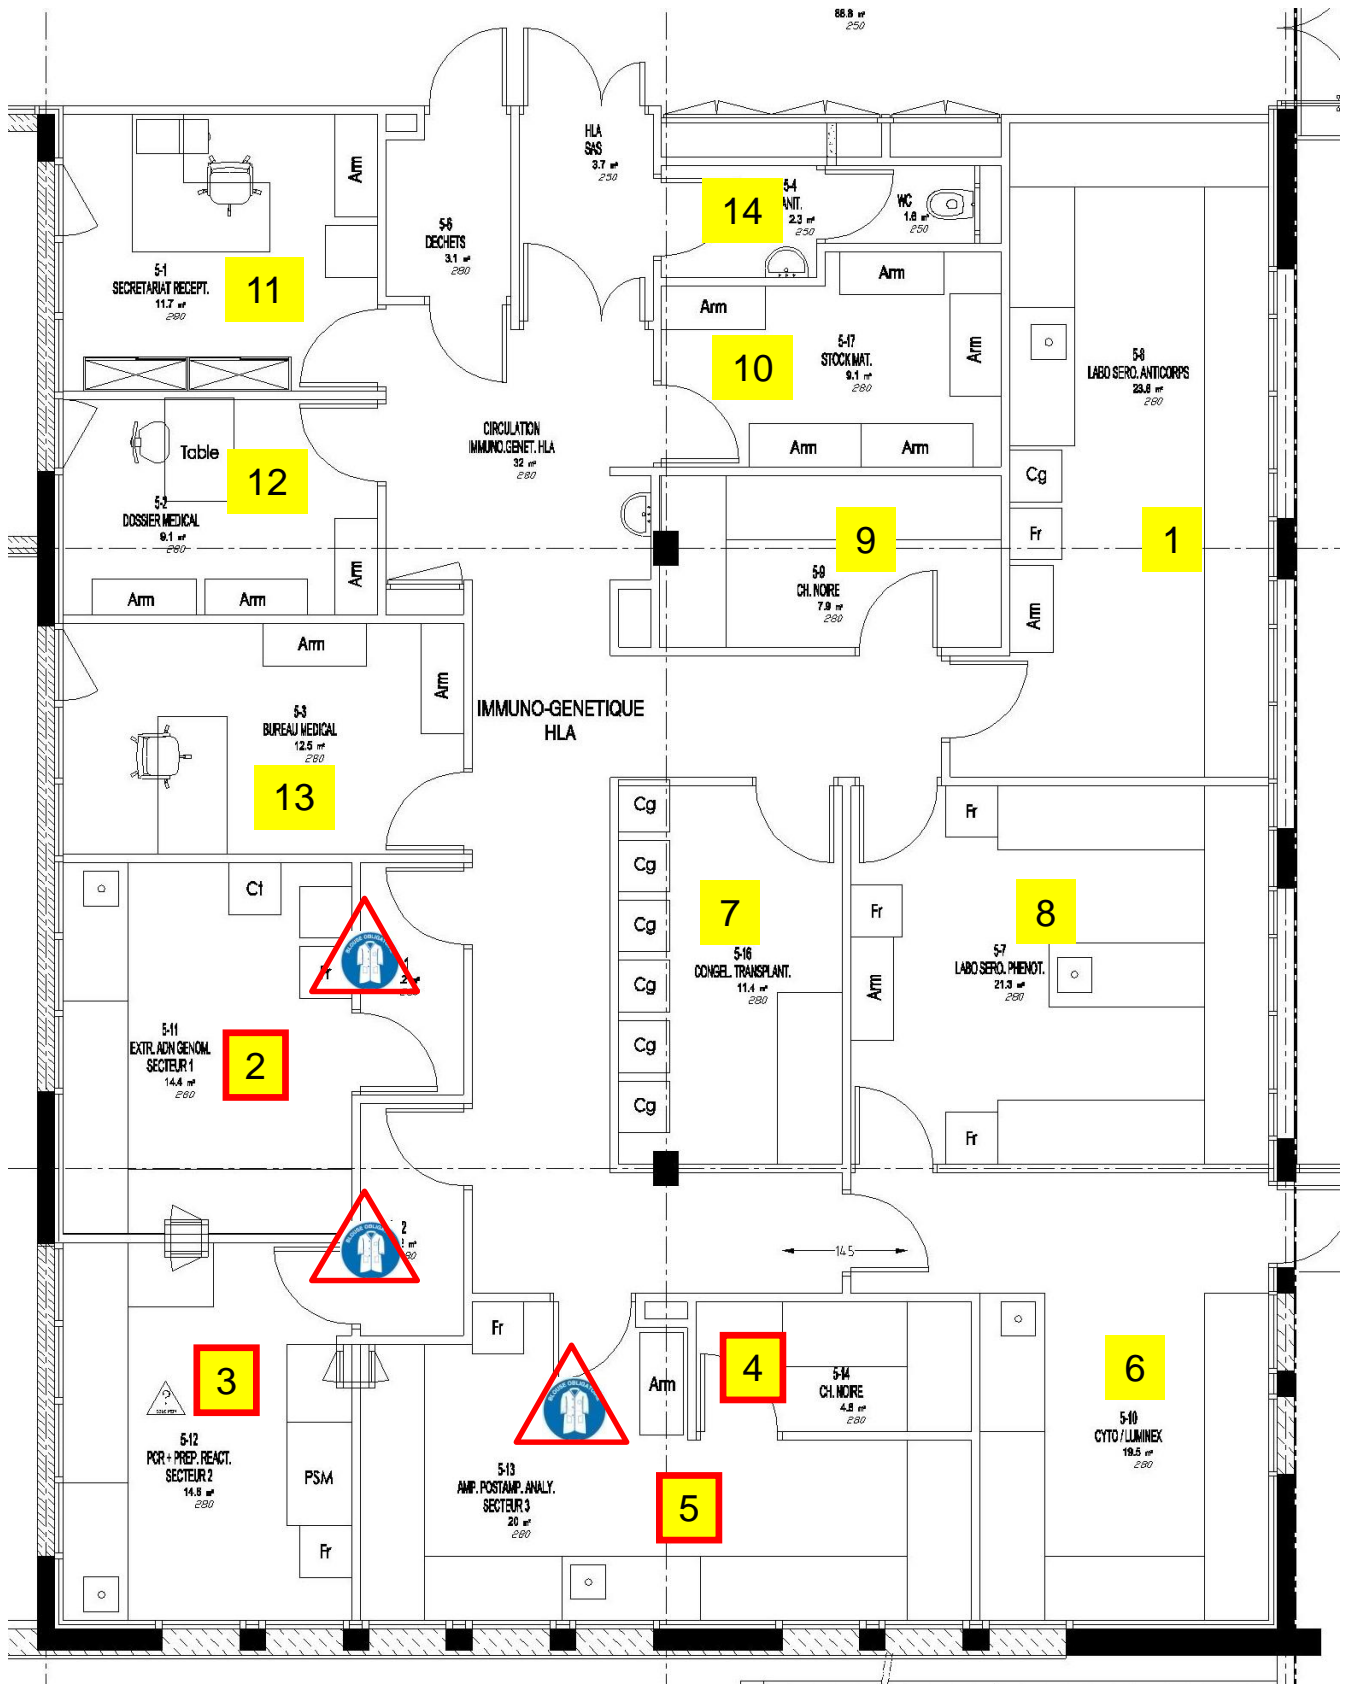 88.8 m²
250
HLA
SAS
3.7 m²
250
Arm
14
5-4
2.3 m²
250
WC
1.6 m²
250
5-6
DECHETS
3.1 m²
280
5-1
SECRETARIAT RECEPT.
11.7 m²
280
11
Arm
Arm
Arm
10
5-17
STOCK MAT.
9.1 m²
280
Arm
Arm
5-8
LABO SERO. ANTICORPS
23.6 m²
280
Cg
Fr
Arm
1
CIRCULATION
IMMUNO.GENET. HLA
32 m²
280
Table
12
5-2
DOSSIER MEDICAL
9.1 m²
280
Arm
Arm
Arm
9
5-9
CH. NOIRE
7.9 m²
280
Arm
Arm
5-3
BUREAU MEDICAL
12.5 m²
280
13
IMMUNO-GENETIQUE
HLA
Cg
Cg
Cg
Cg
Cg
Cg
7
5-16
CONGEL. TRANSPLANT.
11.4 m²
280
Fr
Fr
Arm
Fr
8
5-7
LABO SERO. PHENOT.
21.3 m²
280
Ct
BLOUSE OBLIGAT
5-11
EXTR. ADN GENOM.
SECTEUR 1
14.4 m²
280
2
BLOUSE OBLIGAT
2
145
3
5-12
PCR + PREP. REACT.
SECTEUR 2
14.6 m²
280
PSM
Fr
Fr
BLOUSE OBLIGAT
Arm
4
5-14
CH. NOIRE
4.8 m²
280
5-13
AMP. POSTAMP. ANALY.
SECTEUR 3
20 m²
280
5
6
5-10
CYTO / LUMINEX
19.5 m²
280